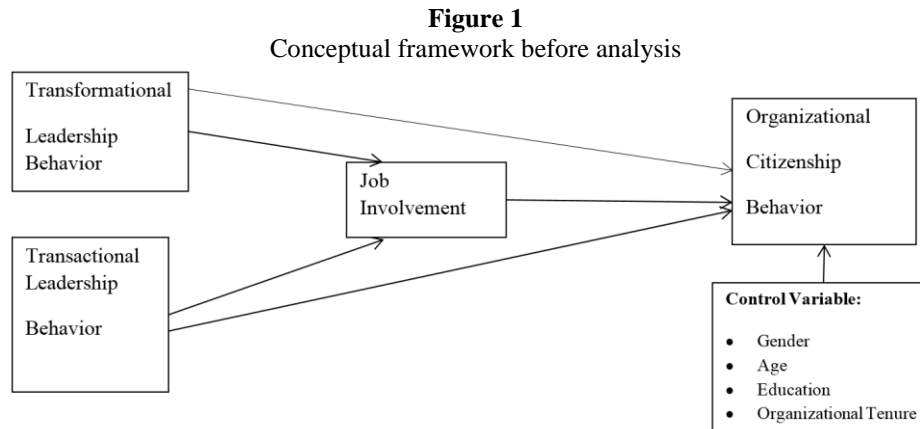 Figure 1
Conceptual framework before analysis
Transformational
Leadership
Behavior
Transactional
Leadership
Behavior
Job
Involvement
Organizational
Citizenship
Behavior
Control Variable:
• Gender
• Age
• Education
• Organizational Tenure